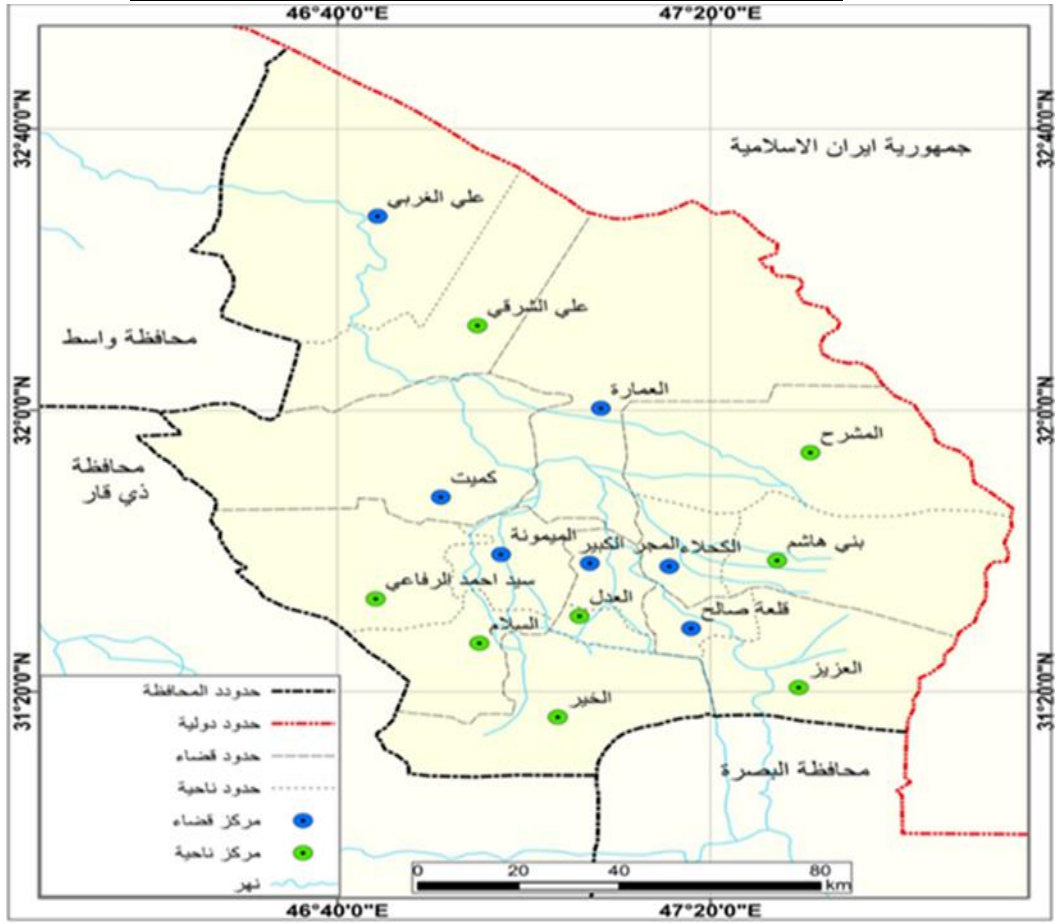 46°40'0"E
47°20'0"E
32°40'0"N
32°40'0"N
جمهورية ايران الاسلامية
علي الغربي
علي الشرقي
محافظة واسط
العمارة
32°0'0"N
32°0'0"N
المشرح
محافظة
ذي قار
كميت
الميمونة
المجر الكبير
الكحلاء
بني هاشم
سيد احمد الرفاعي
العدل
قلعة صالح
السلام
العزيز
31°20'0"N
31°20'0"N
الخير
محافظة البصرة
حدودد المحافظة
حدود دولية
حدود قضاء
حدود ناحية
مركز قضاء
مركز ناحية
نهر
0 20 40 80
km
46°40'0"E
47°20'0"E